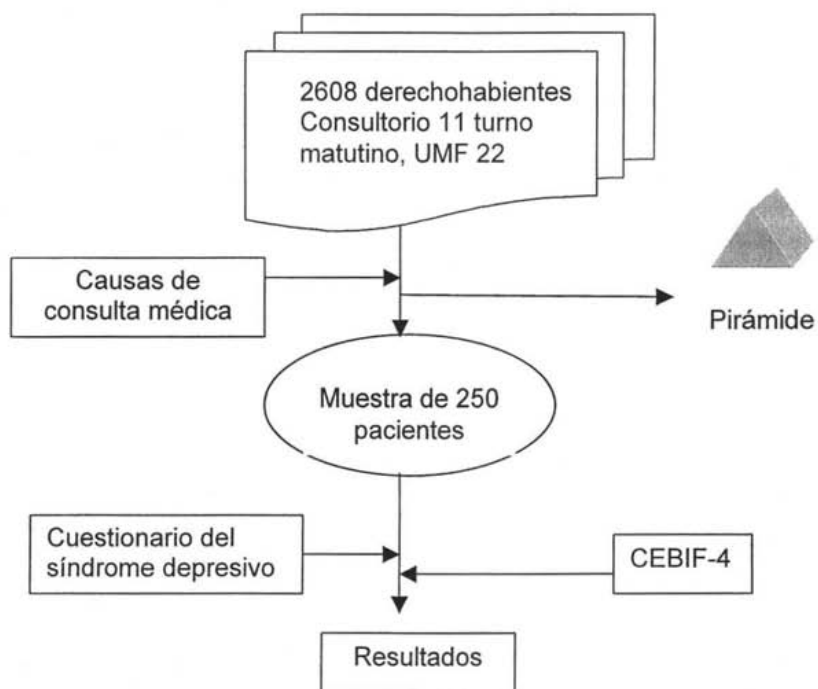 2608 derechohabientes
Consultorio 11 turno
matutino, UMF 22
Causas de
consulta médica
Pirámide
Muestra de 250
pacientes
Cuestionario del
síndrome depresivo
CEBIF-4
Resultados